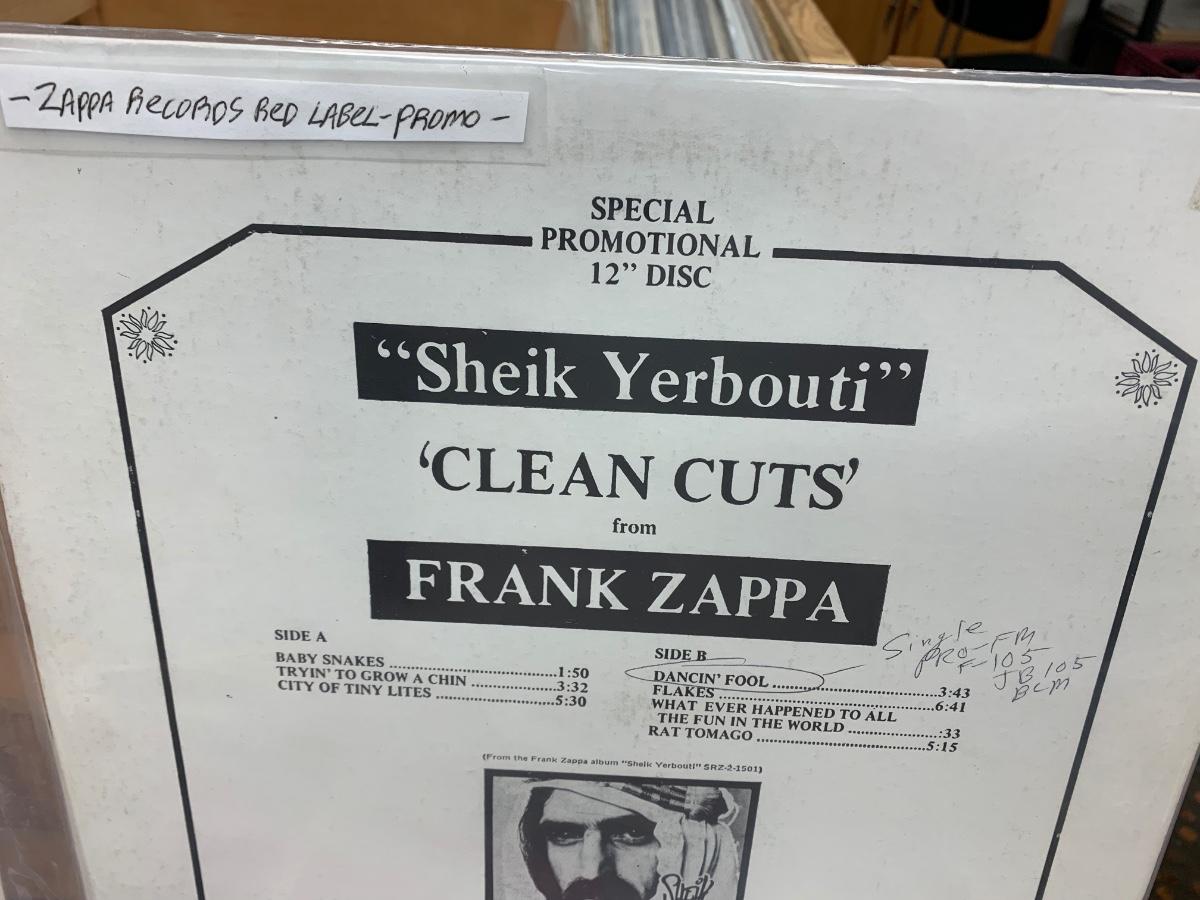 - ZAPPA RECORDS RED LABEL - PROMO -
SPECIAL
PROMOTIONAL
12” DISC
“Sheik Yerbouti”
‘CLEAN CUTS’
from
FRANK ZAPPA
SIDE A
BABY SNAKES ........ 1:50
TRYIN’ TO GROW A CHIN ........ 3:32
CITY OF TINY LITES ........ 5:30
SIDE B
DANCIN’ FOOL ........ 3:43
FLAKES ........ 6:41
WHAT EVER HAPPENED TO ALL
THE FUN IN THE WORLD ........ :33
RAT TOMAGO ........ 5:15
Single
PRO-FM
F-105
JB 105
BCM
(From the Frank Zappa album "Sheik Yerbouti" SRZ-2-1501)
Sheik